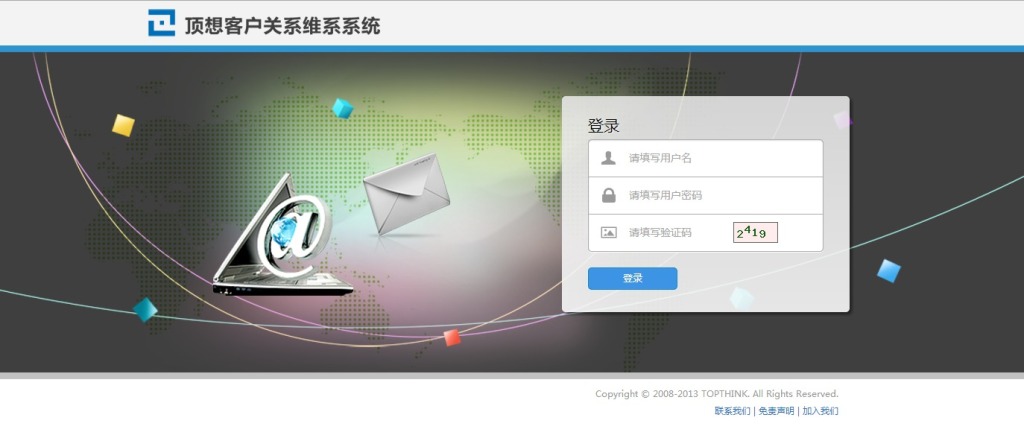 顶想客户关系维系系统
登录
请填写用户名
请填写用户密码
请填写验证码
2419
登录
Copyright © 2008-2013 TOPTHINK. All Rights Reserved.
联系我们 | 免责声明 | 加入我们